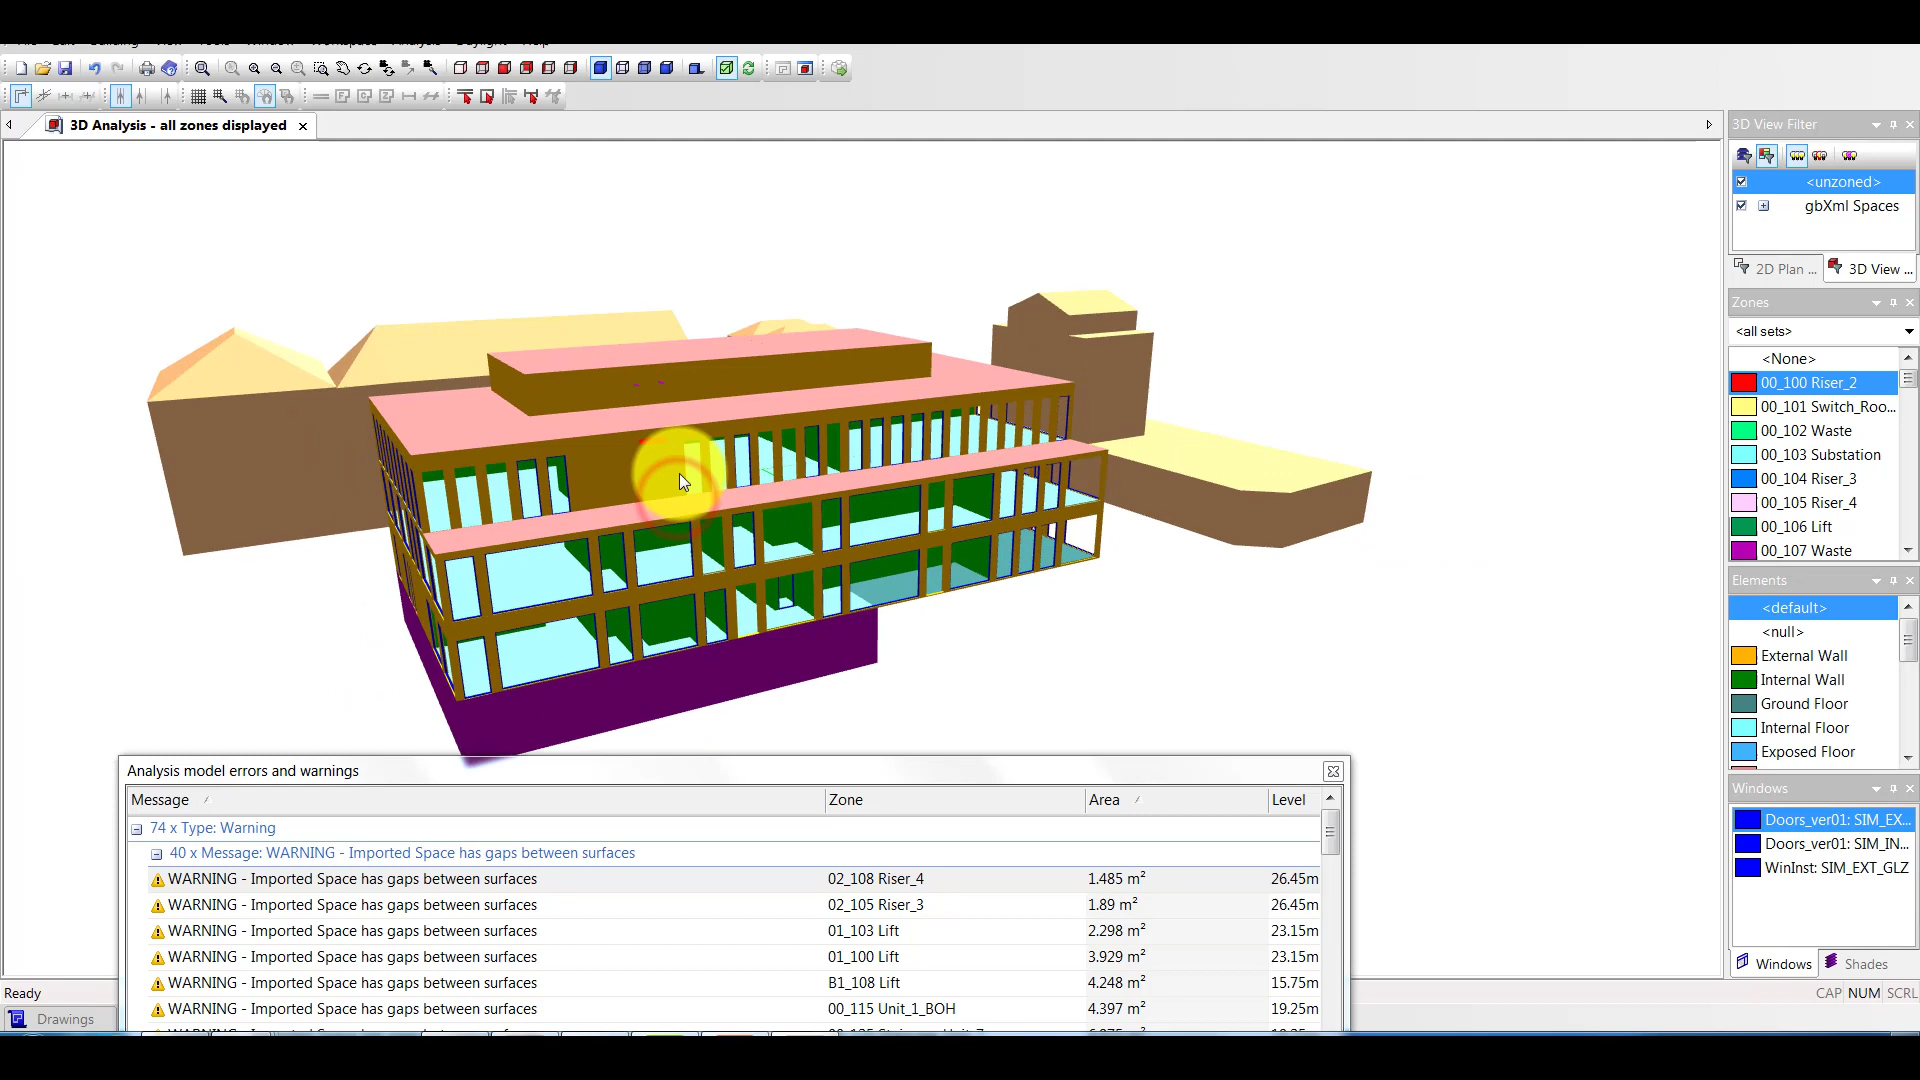 3D Analysis - all zones displayed
3D View Filter
<unzoned>
gbXml Spaces
2D Plan ...
3D View ...
Zones
<all sets>
<None>
00_100 Riser_2
00_101 Switch_Roo...
00_102 Waste
00_103 Substation
00_104 Riser_3
00_105 Riser_4
00_106 Lift
00_107 Waste
Elements
<default>
<null>
External Wall
Internal Wall
Ground Floor
Internal Floor
Exposed Floor
Windows
Doors_ver01: SIM_EX...
Doors_ver01: SIM_IN...
WinInst: SIM_EXT_GLZ
Windows
Shades
Analysis model errors and warnings
Message Zone Area Level
74 x Type: Warning
40 x Message: WARNING - Imported Space has gaps between surfaces
WARNING - Imported Space has gaps between surfaces 02_108 Riser_4 1.485 m² 26.45m
WARNING - Imported Space has gaps between surfaces 02_105 Riser_3 1.89 m² 26.45m
WARNING - Imported Space has gaps between surfaces 01_103 Lift 2.298 m² 23.15m
WARNING - Imported Space has gaps between surfaces 01_100 Lift 3.929 m² 23.15m
WARNING - Imported Space has gaps between surfaces B1_108 Lift 4.248 m² 15.75m
WARNING - Imported Space has gaps between surfaces 00_115 Unit_1_BOH 4.397 m² 19.25m
Ready
CAP NUM SCRL
Drawings